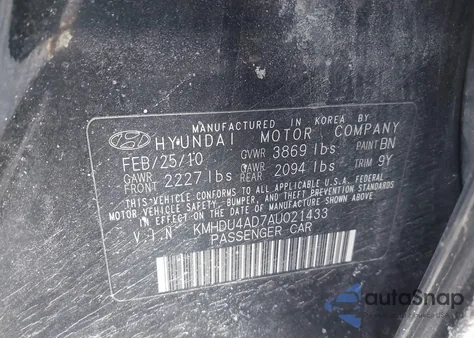 MANUFACTURED IN KOREA BY
HYUNDAI MOTOR COMPANY
FEB/25/10 GVWR 3869 lbs PAINT BN
GAWR FRONT 2227 lbs GAWR REAR 2094 lbs TRIM 9Y
THIS VEHICLE CONFORMS TO ALL APPLICABLE U.S.A. FEDERAL
MOTOR VEHICLE SAFETY, BUMPER, AND THEFT PREVENTION
STANDARDS IN EFFECT ON THE DATE OF MANUFACTURE SHOWN ABOVE.
V.I.N KMHDU4AD7AU021433
PASSENGER CAR
autoSnap